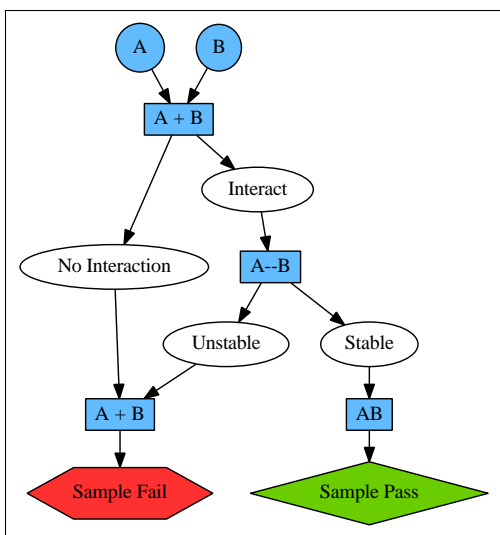 A
B
A + B
Interact
No Interaction
A--B
Unstable
Stable
A + B
AB
Sample Fail
Sample Pass